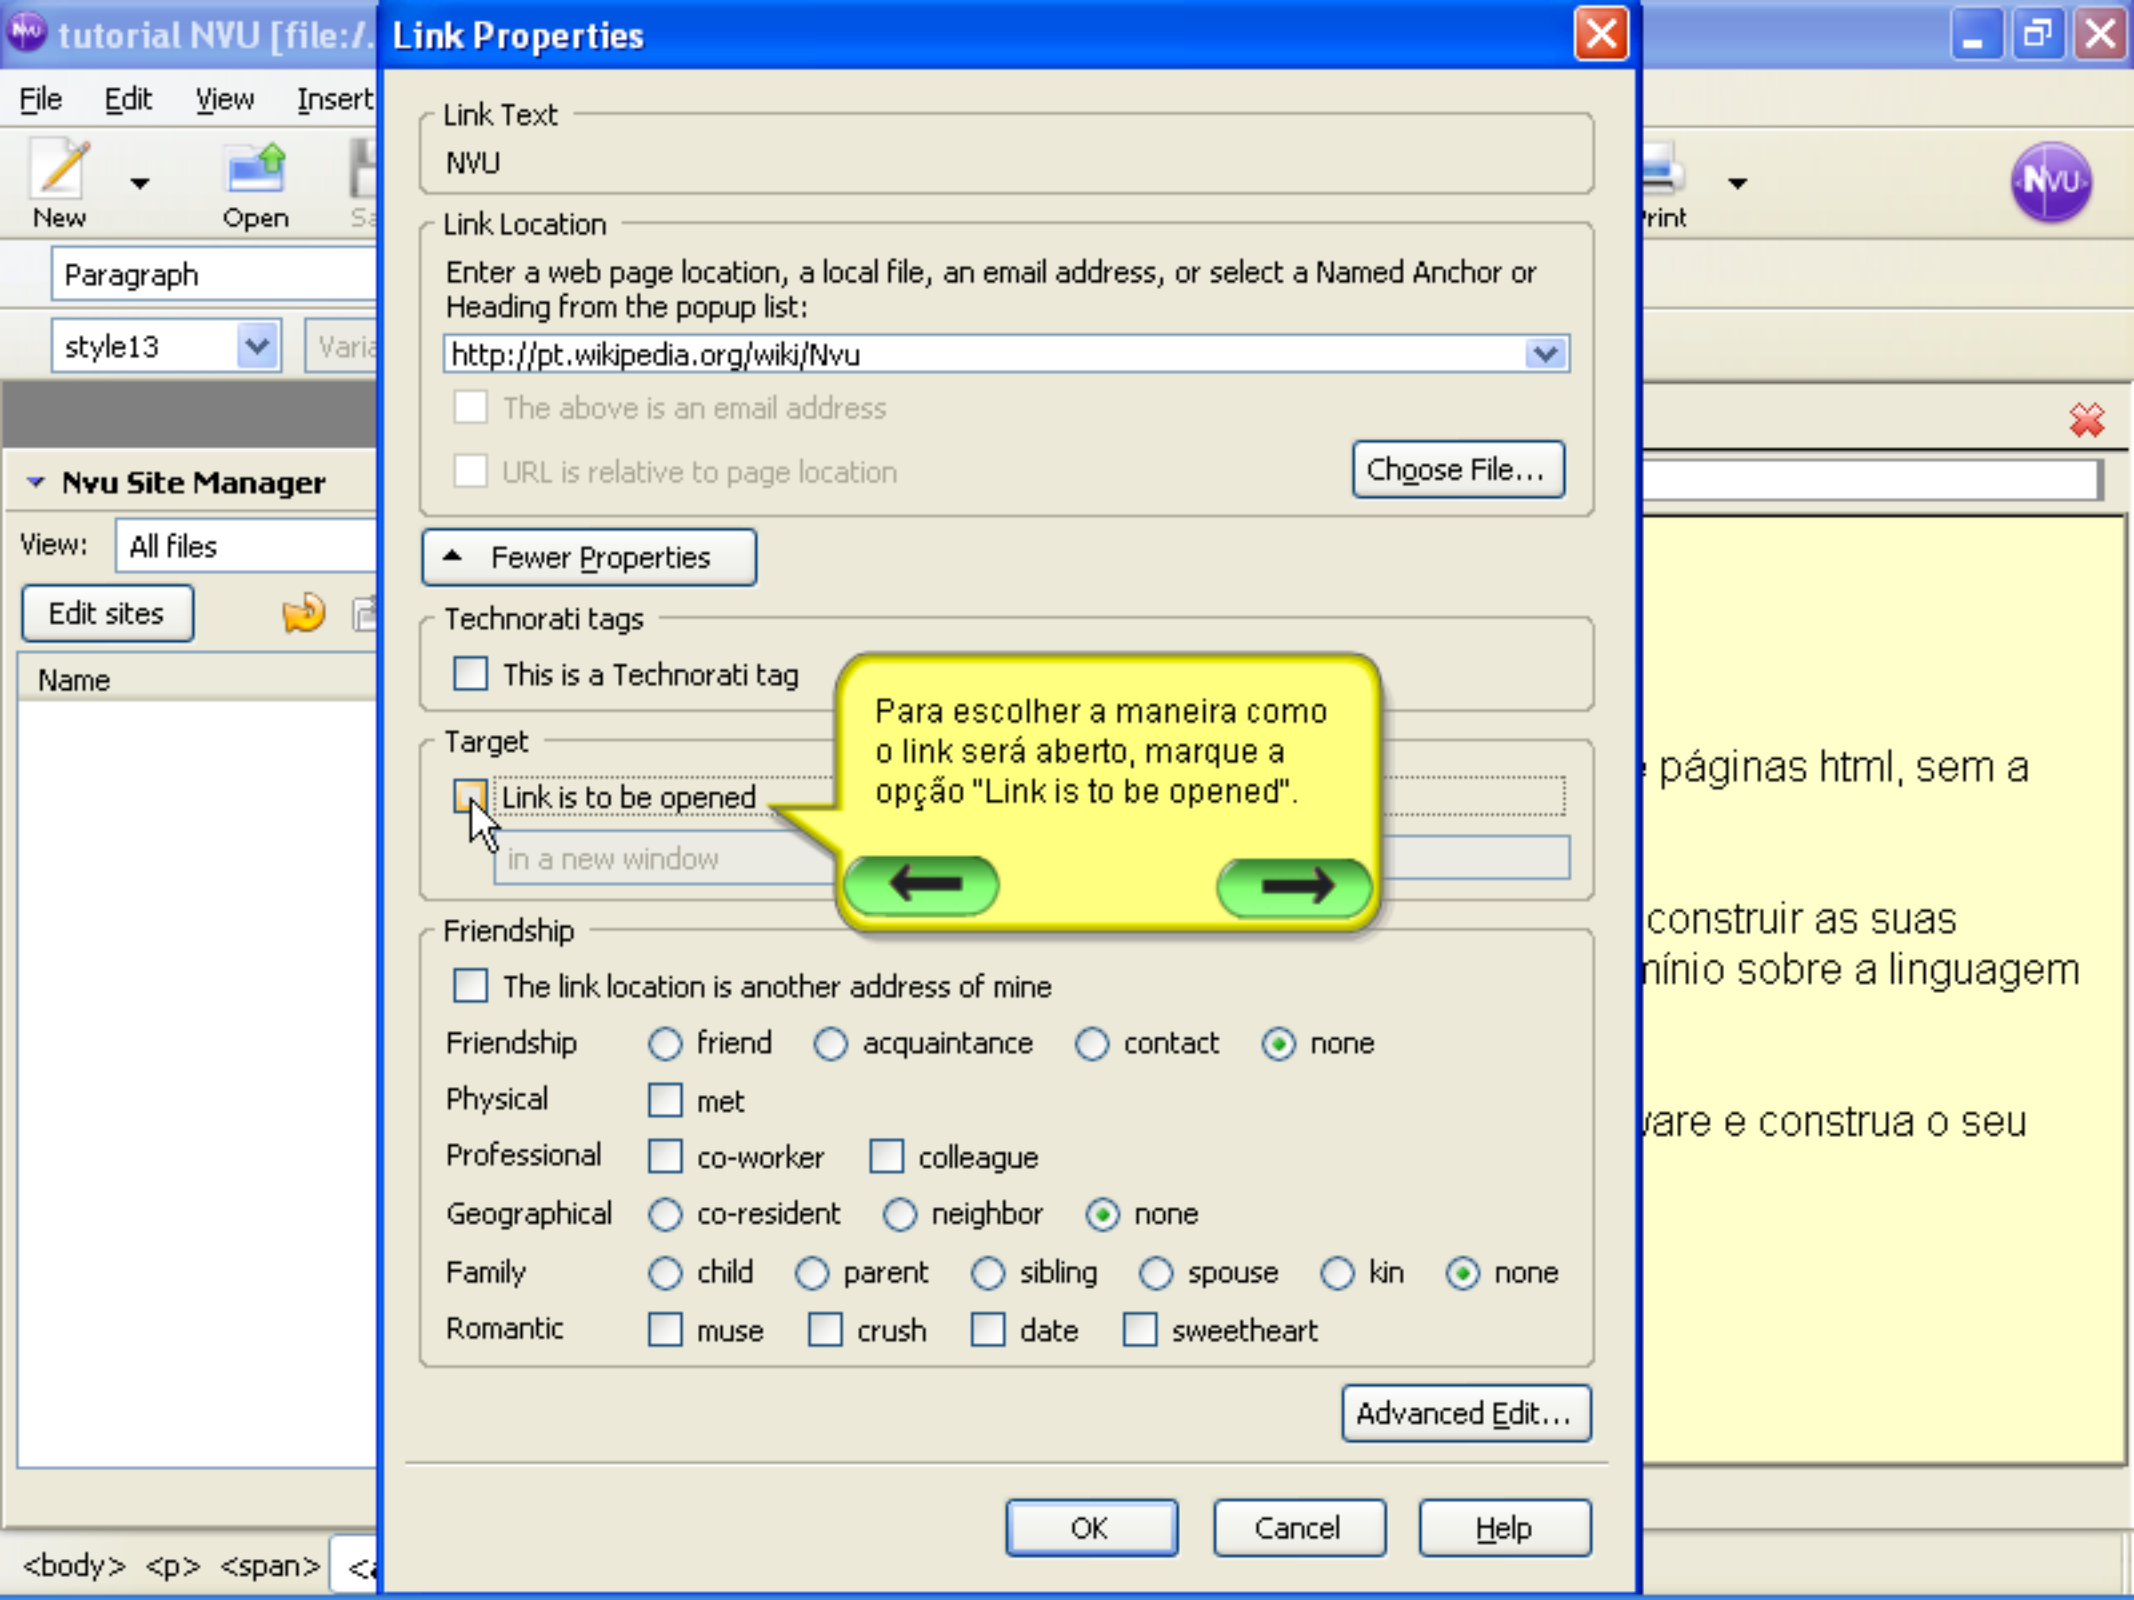 tutorial NVU [file:/.
Link Properties
File Edit View Insert
Link Text
NVU
New
Open
Print
NVU
Link Location
Paragraph
Enter a web page location, a local file, an email address, or select a Named Anchor or
Heading from the popup list:
style13
http://pt.wikipedia.org/wiki/Nvu
The above is an email address
URL is relative to page location
Choose File...
Nvu Site Manager
View: All files
Fewer Properties
Edit sites
Technorati tags
This is a Technorati tag
Name
Para escolher a maneira como
o link será aberto, marque a
opção "Link is to be opened".
Target
Link is to be opened
in a new window
páginas html, sem a
construir as suas
sobre a linguagem
e construa o seu
Friendship
The link location is another address of mine
Friendship friend acquaintance contact none
Physical met
Professional co-worker colleague
Geographical co-resident neighbor none
Family child parent sibling spouse kin none
Romantic muse crush date sweetheart
Advanced Edit...
OK Cancel Help
<body> <p> <span>